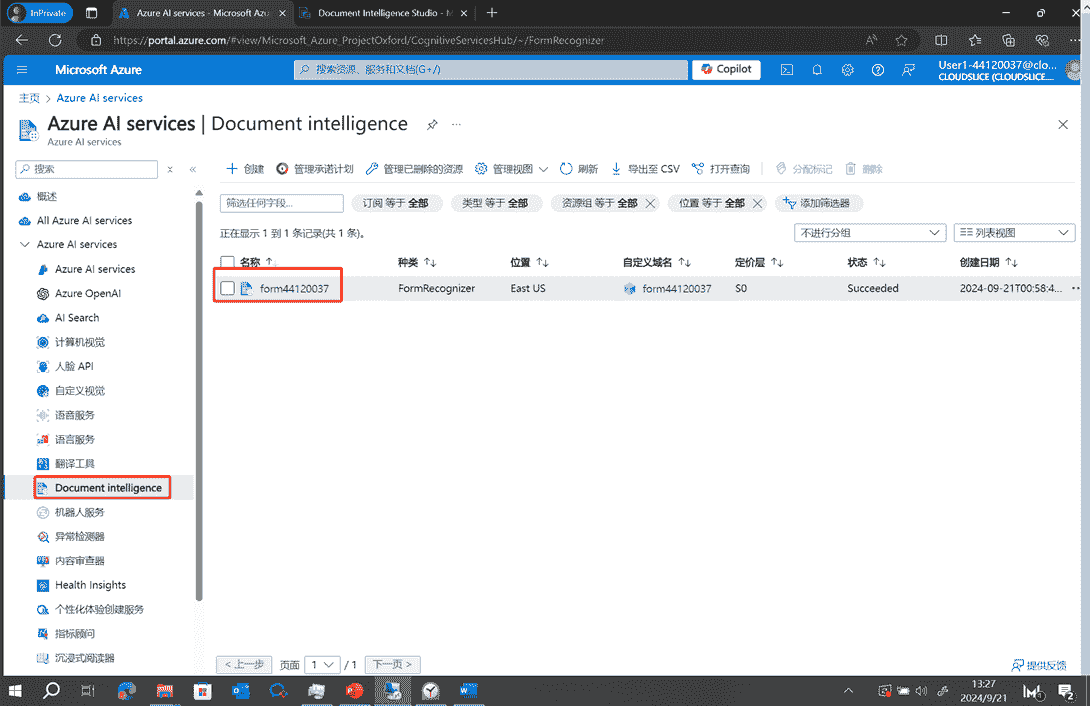 InPrivate
Azure AI services - Microsoft Az
Document Intelligence Studio - M
https://portal.azure.com/#view/Microsoft_Azure_ProjectOxford/CognitiveServicesHub/~/FormRecognizer
Microsoft Azure
搜索资源、服务和文档(G+/)
Copilot
User1-44120037@clo...
CLOUDSLICE (CLOUDSLICE....
主页 > Azure AI services
Azure AI services | Document intelligence
Azure AI services
搜索
创建
管理承诺计划
管理已删除的资源
管理视图
刷新
导出至 CSV
打开查询
分配标记
删除
概述
All Azure AI services
Azure AI services
Azure AI services
Azure OpenAI
AI Search
计算机视觉
人脸 API
自定义视觉
语音服务
语言服务
翻译工具
Document intelligence
机器人服务
异常检测器
内容审查器
Health Insights
个性化体验创建服务
指标顾问
沉浸式阅读器
筛选任何字段...
订阅 等于 全部
类型 等于 全部
资源组 等于 全部
位置 等于 全部
添加筛选器
正在显示 1 到 1 条记录(共 1 条)。
不进行分组
列表视图
名称 种类 位置 自定义域名 定价层 状态 创建日期
form44120037 FormRecognizer East US form44120037 S0 Succeeded 2024-09-21T00:58:4...
< 上一步 页面 1 / 1 下一页 >
提供反馈
13:27
2024/9/21